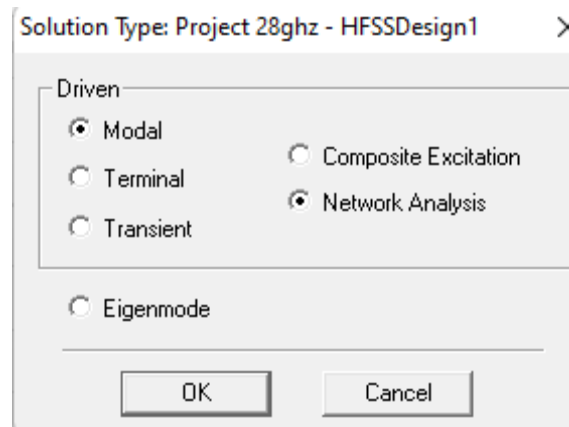 Solution Type: Project 28ghz - HFSSDesign1
Driven
Modal
Terminal
Transient
Composite Excitation
Network Analysis
Eigenmode
OK
Cancel